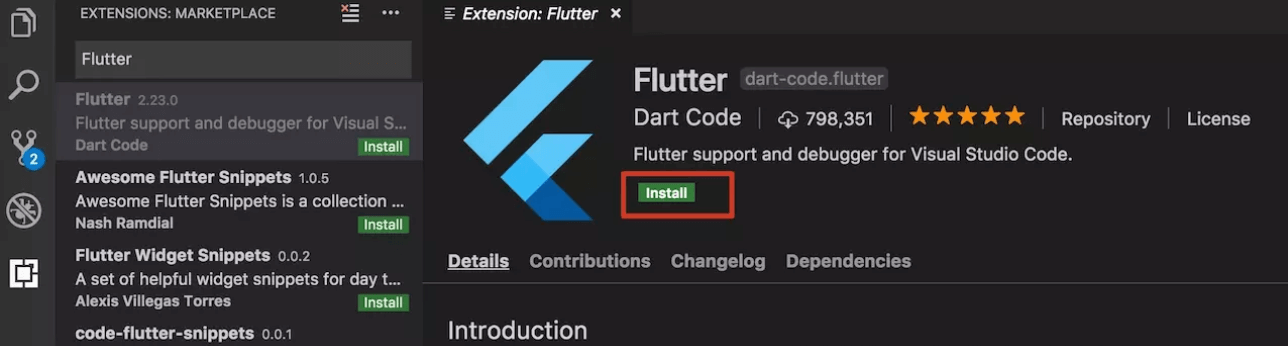 EXTENSIONS: MARKETPLACE
Flutter
Flutter 2.23.0
Flutter support and debugger for Visual S...
Dart Code Install
Awesome Flutter Snippets 1.0.5
Awesome Flutter Snippets is a collection ...
Nash Ramdial Install
Flutter Widget Snippets 0.0.2
A set of helpful widget snippets for day t...
Alexis Villegas Torres Install
code-flutter-snippets 0.0.1
2
Extension: Flutter
Flutter dart-code.flutter
Dart Code 798,351 Repository License
Flutter support and debugger for Visual Studio Code.
Install
Details Contributions Changelog Dependencies
Introduction